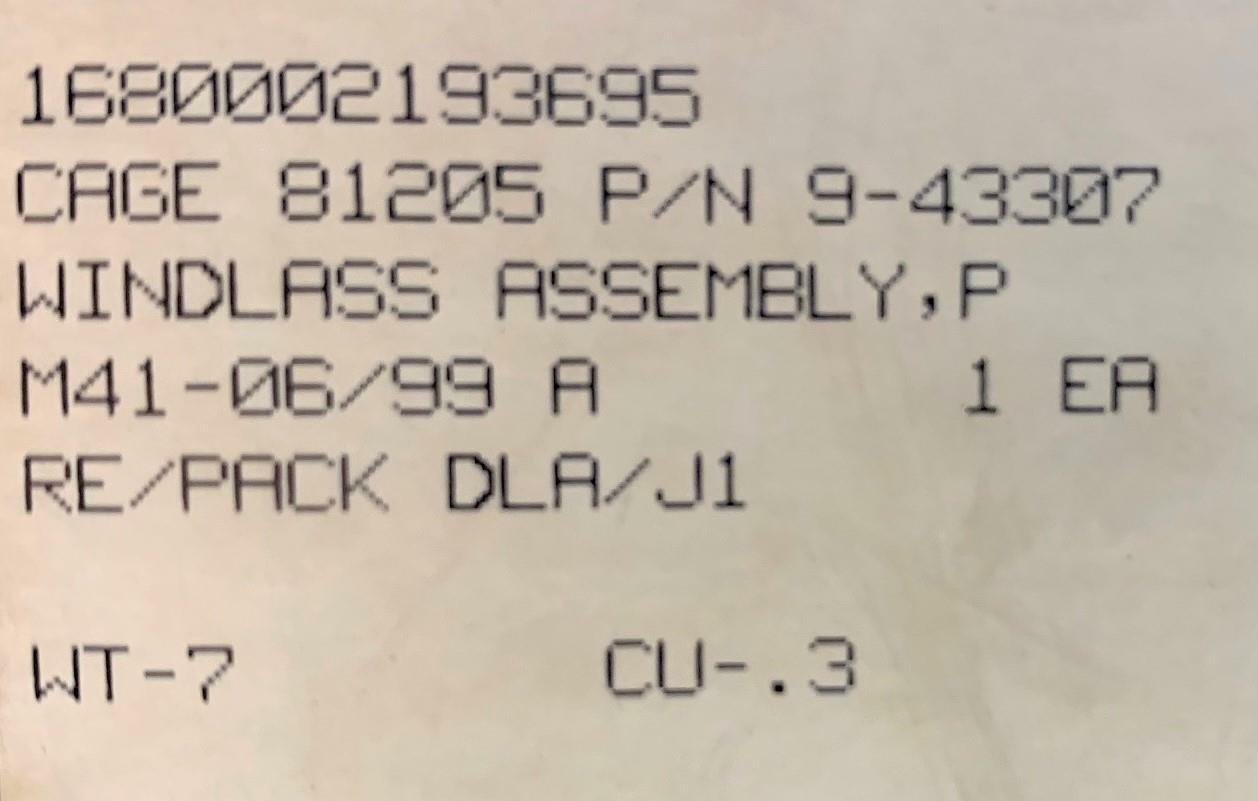 1680002193695
CAGE 81205 P/N 9-43307
WINDLASS ASSEMBLY,P
M41-06/99 A 1 EA
RE/PACK DLA/J1
WT-7 CU-.3